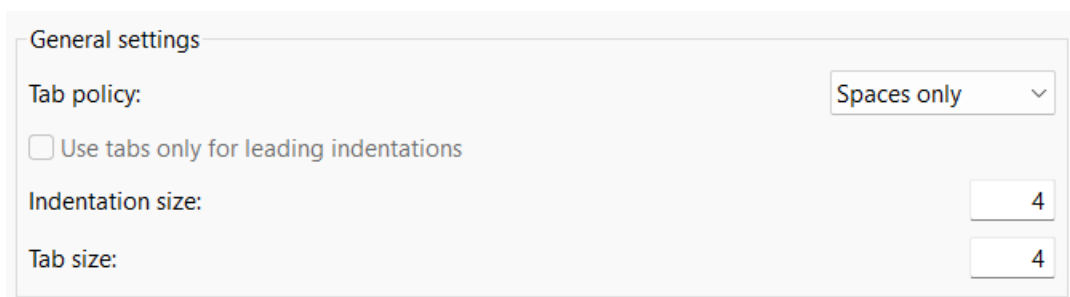 General settings
Tab policy: Spaces only
Use tabs only for leading indentations
Indentation size: 4
Tab size: 4